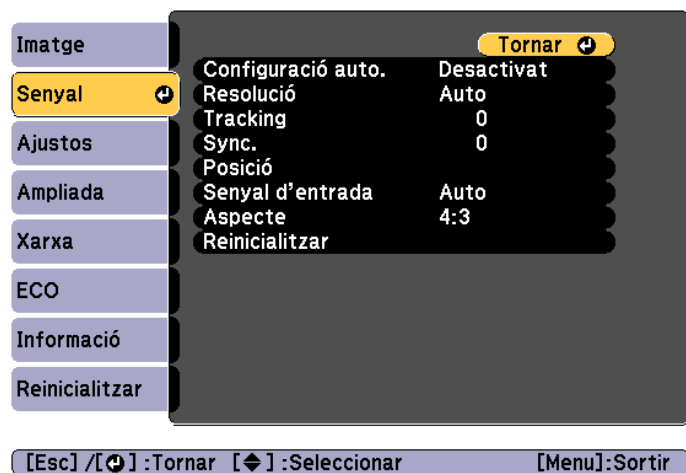 Imatge
Senyal
Ajustos
Ampliada
Xarxa
ECO
Informació
Reinicialitzar
Tornar
Configuració auto. Desactivat
Resolució Auto
Tracking 0
Sync. 0
Posició
Senyal d'entrada Auto
Aspecte 4:3
Reinicialitzar
[Esc] /[ ] :Tornar [ ] :Seleccionar [Menu]:Sortir